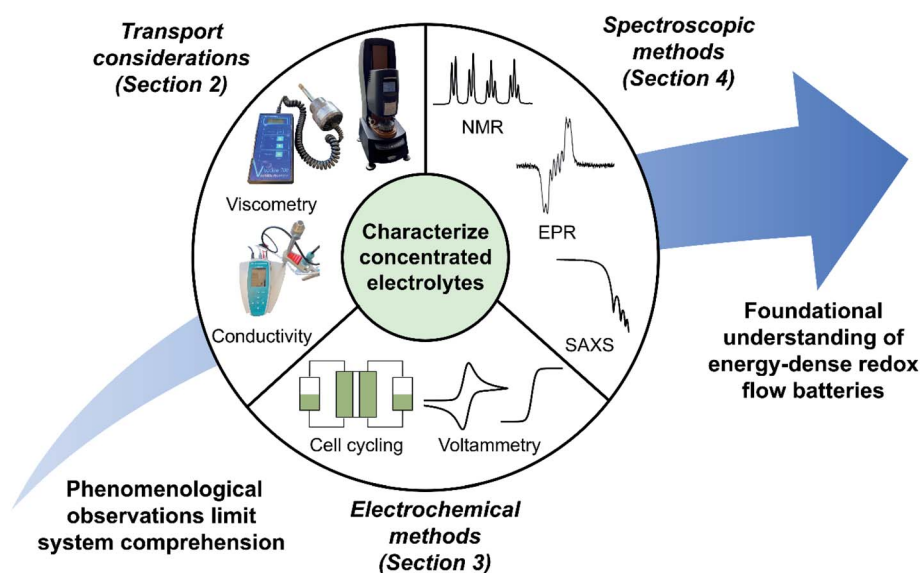 Transport
considerations
(Section 2)
Spectroscopic
methods
(Section 4)
NMR
Viscometry
EPR
Characterize
concentrated
electrolytes
Conductivity
SAXS
Foundational
understanding of
energy-dense redox
flow batteries
Cell cycling
Voltammetry
Phenomenological
observations limit
system comprehension
Electrochemical
methods
(Section 3)